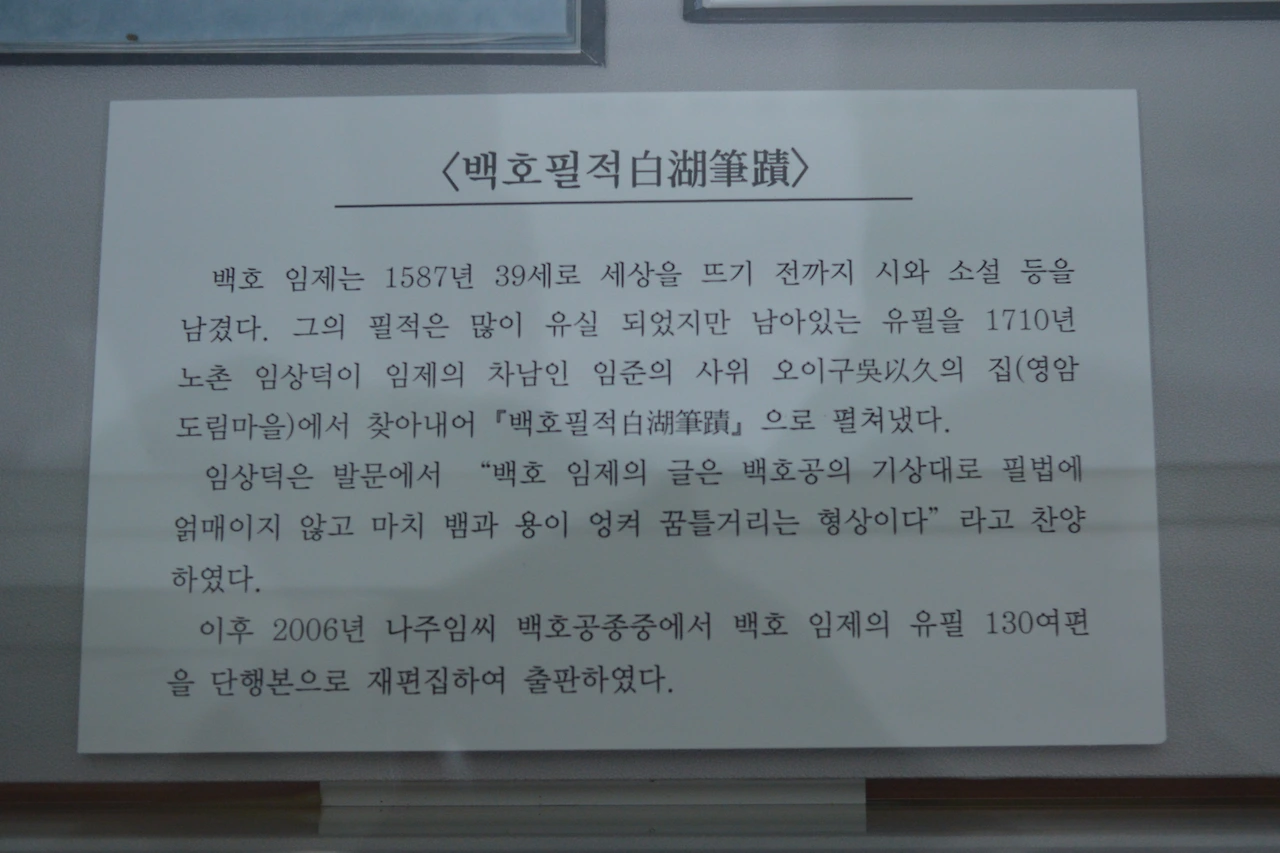 〈백호필적白湖筆蹟〉
백호 임제는 1587년 39세로 세상을 뜨기 전까지 시와 소설 등을
남겼다. 그의 필적은 많이 유실 되었지만 남아있는 유필을 1710년
노촌 임상덕이 임제의 차남인 임준의 사위 오이구吳以久의 집(영암
도림마을)에서 찾아내어 『백호필적白湖筆蹟』으로 펼쳐냈다.
임상덕은 발문에서 “백호 임제의 글은 백호공의 기상대로 필법에
얽매이지 않고 마치 뱀과 용이 엉켜 꿈틀거리는 형상이다” 라고 찬양
하였다.
이후 2006년 나주임씨 백호공종중에서 백호 임제의 유필 130여편
을 단행본으로 재편집하여 출판하였다.